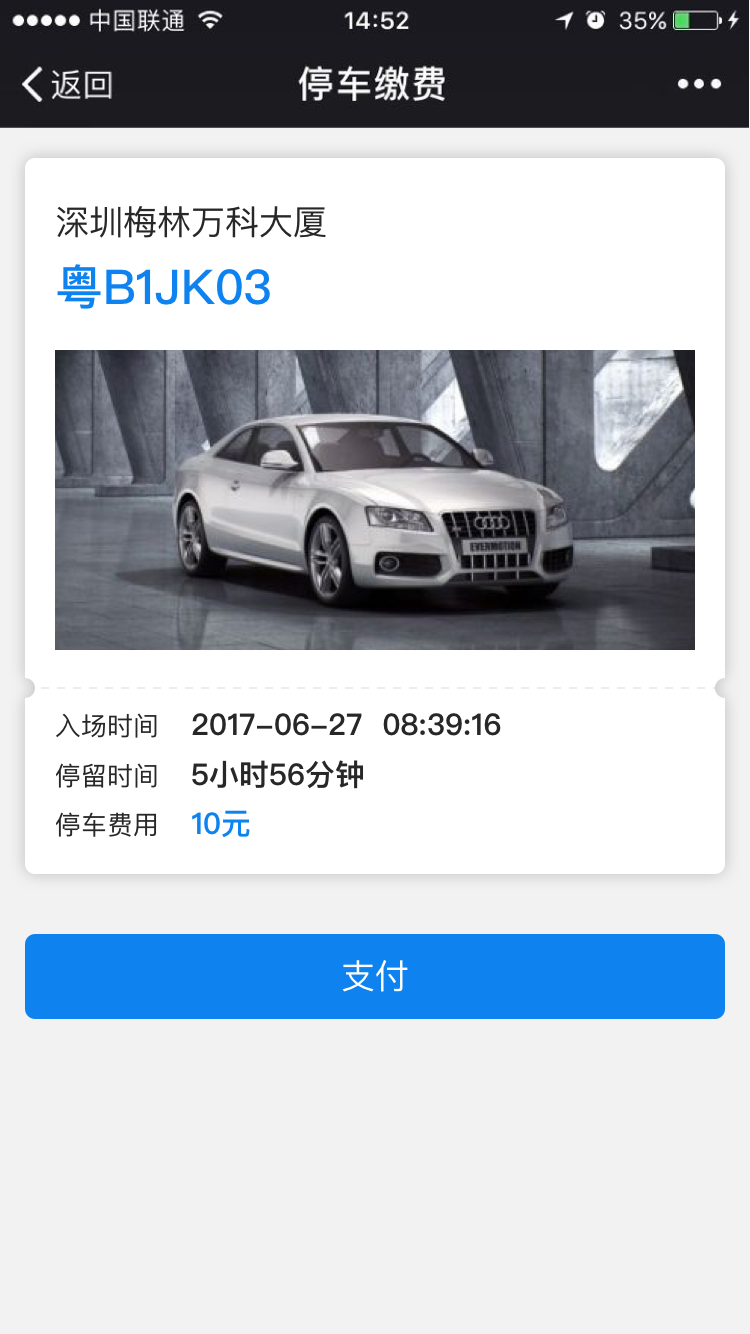 中国联通 14:52 35%
返回 停车缴费
深圳梅林万科大厦
粤B1JK03
EVERMOTION
入场时间 2017-06-27 08:39:16
停留时间 5小时56分钟
停车费用 10元
支付